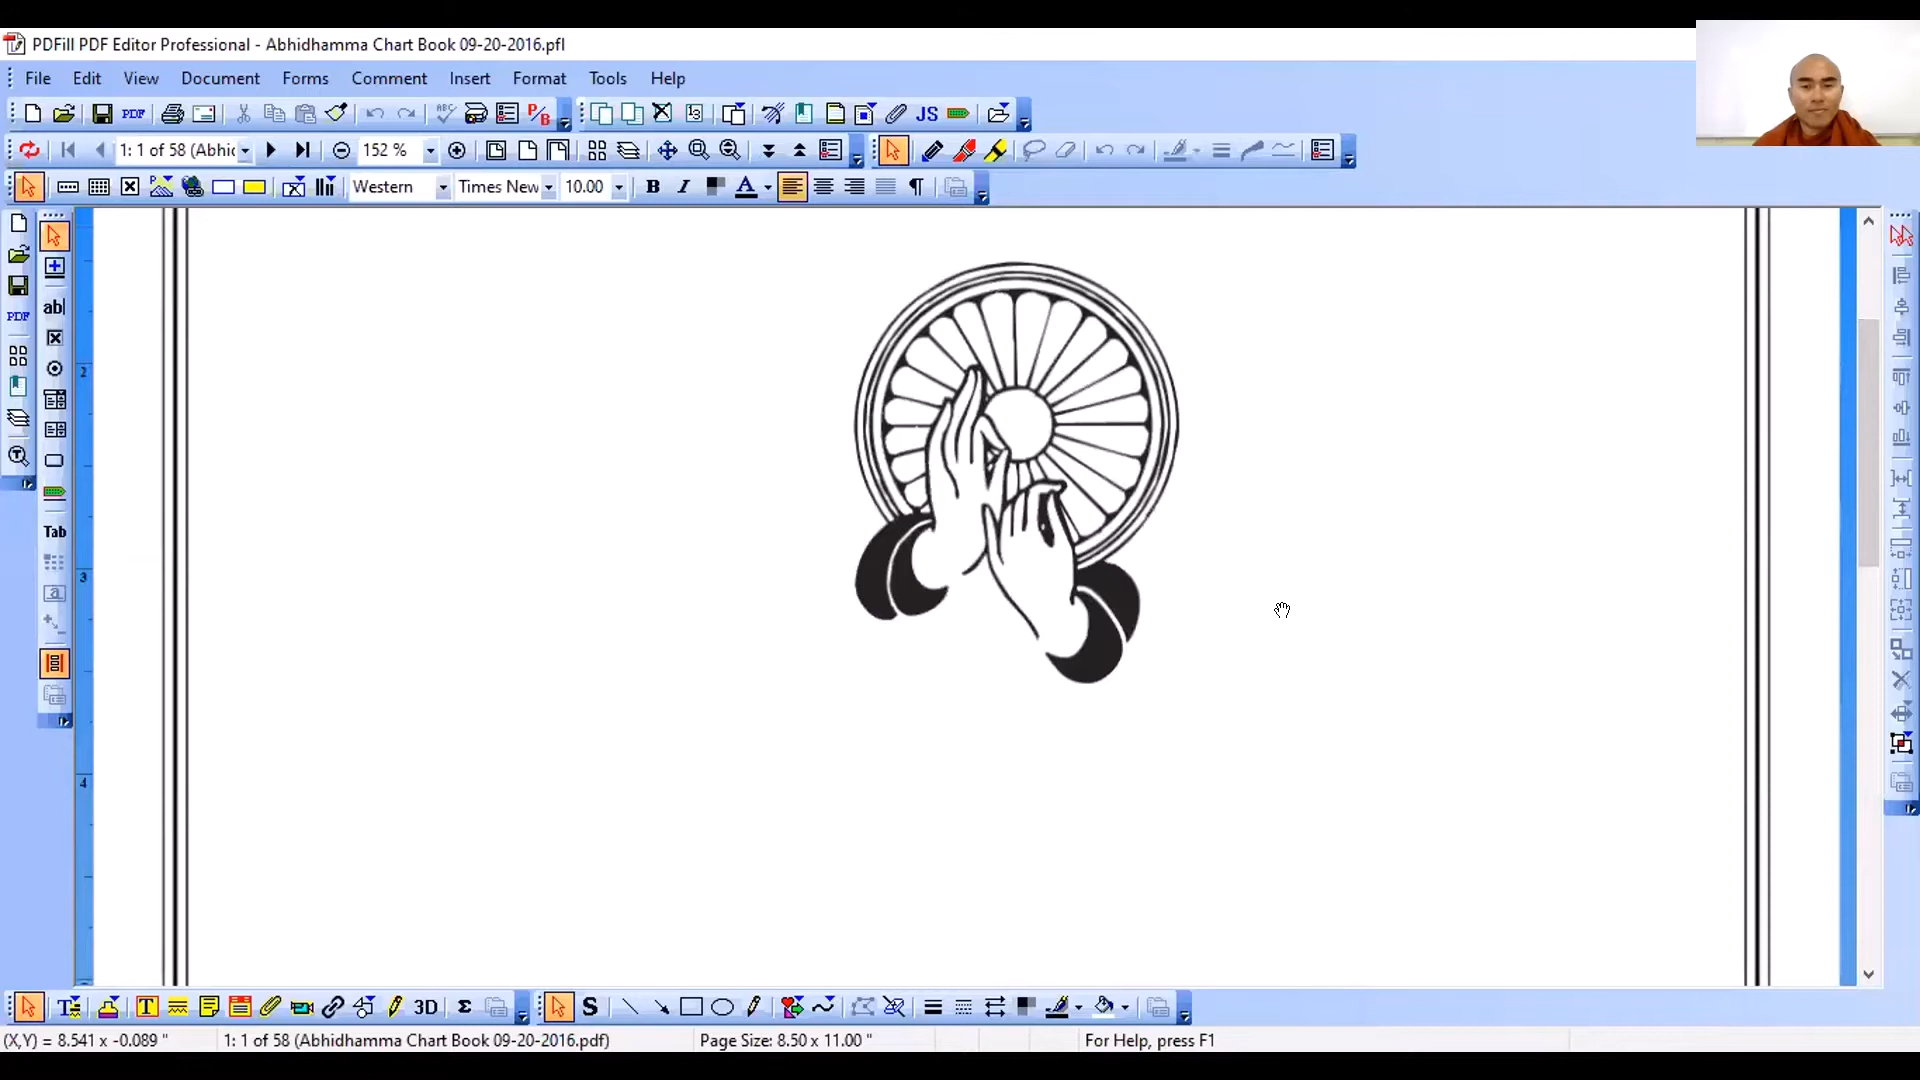 PDFill PDF Editor Professional - Abhidhamma Chart Book 09-20-2016.pfl
File Edit View Document Forms Comment Insert Format Tools Help
PDF ABC P/B JS
1: 1 of 58 (Abhic 152 %
Western Times New 10.00 B I A ¶
PDF
ab|
Tab
a
2
3
4
T T 3D Σ S
(X,Y) = 8.541 x -0.089 " 1: 1 of 58 (Abhidhamma Chart Book 09-20-2016.pdf) Page Size: 8.50 x 11.00 " For Help, press F1